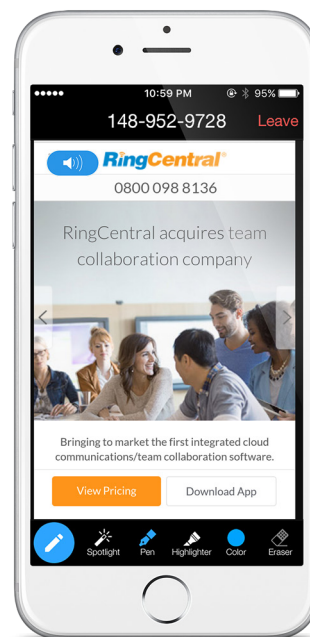 10:59 PM 95%
148-952-9728 Leave
RingCentral®
0800 098 8136
RingCentral acquires team
collaboration company
Bringing to market the first integrated cloud
communications/team collaboration software.
View Pricing Download App
Spotlight Pen Highlighter Color Eraser